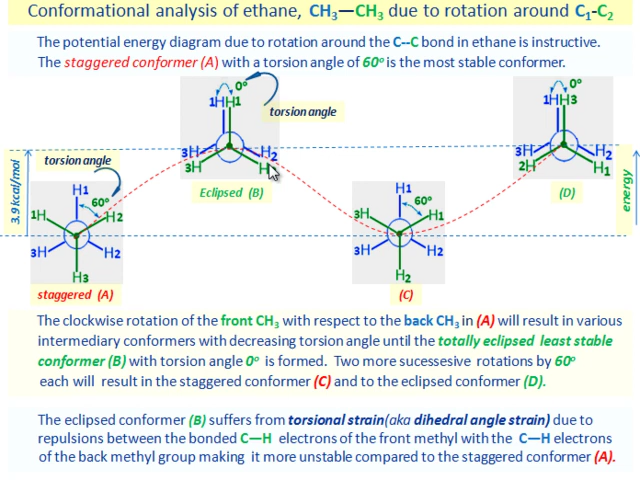 Conformational analysis of ethane, CH₃—CH₃ due to rotation around C₁-C₂
The potential energy diagram due to rotation around the C--C bond in ethane is instructive.
The staggered conformer (A) with a torsion angle of 60° is the most stable conformer.
0°
1H H1
torsion angle
3H H2
3H H
Eclipsed (B)
0°
1H H3
3H H2
2H H1
(D)
3.9 kcal/mol
energy
torsion angle
H1
60°
1H H2
3H H2
H3
staggered (A)
H1
60°
3H H1
3H H2
H2
(C)
The clockwise rotation of the front CH₃ with respect to the back CH₃ in (A) will result in various
intermediary conformers with decreasing torsion angle until the totally eclipsed least stable
conformer (B) with torsion angle 0° is formed. Two more sucsessive rotations by 60°
each will result in the staggered conformer (C) and to the eclipsed conformer (D).
The eclipsed conformer (B) suffers from torsional strain(aka dihedral angle strain) due to
repulsions between the bonded C—H electrons of the front methyl with the C—H electrons
of the back methyl group making it more unstable compared to the staggered conformer (A).